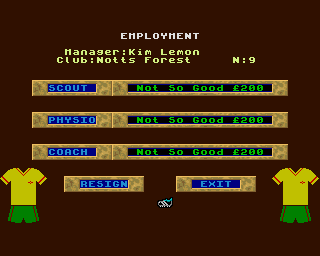 EMPLOYMENT
Manager:Kim Lemon
Club:Notts Forest N:9
SCOUT Not So Good £200
PHYSIO Not So Good £200
COACH Not So Good £200
RESIGN EXIT